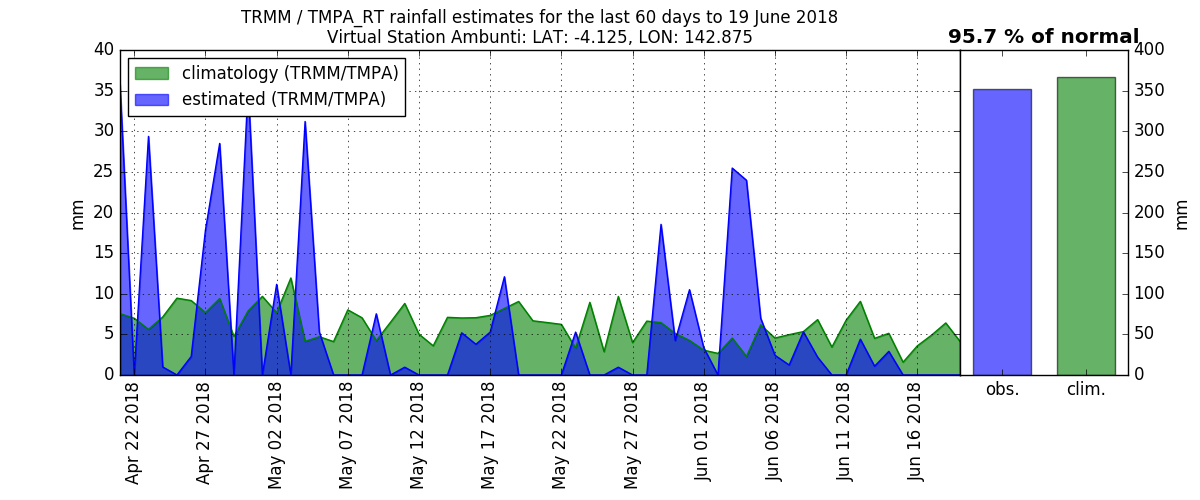 TRMM / TMPA_RT rainfall estimates for the last 60 days to 19 June 2018
Virtual Station Ambunti: LAT: -4.125, LON: 142.875
95.7 % of normal
climatology (TRMM/TMPA)
estimated (TRMM/TMPA)
40
35
30
25
20
15
10
5
0
mm
400
350
300
250
200
150
100
50
0
mm
Apr 22 2018
Apr 27 2018
May 02 2018
May 07 2018
May 12 2018
May 17 2018
May 22 2018
May 27 2018
Jun 01 2018
Jun 06 2018
Jun 11 2018
Jun 16 2018
obs.
clim.